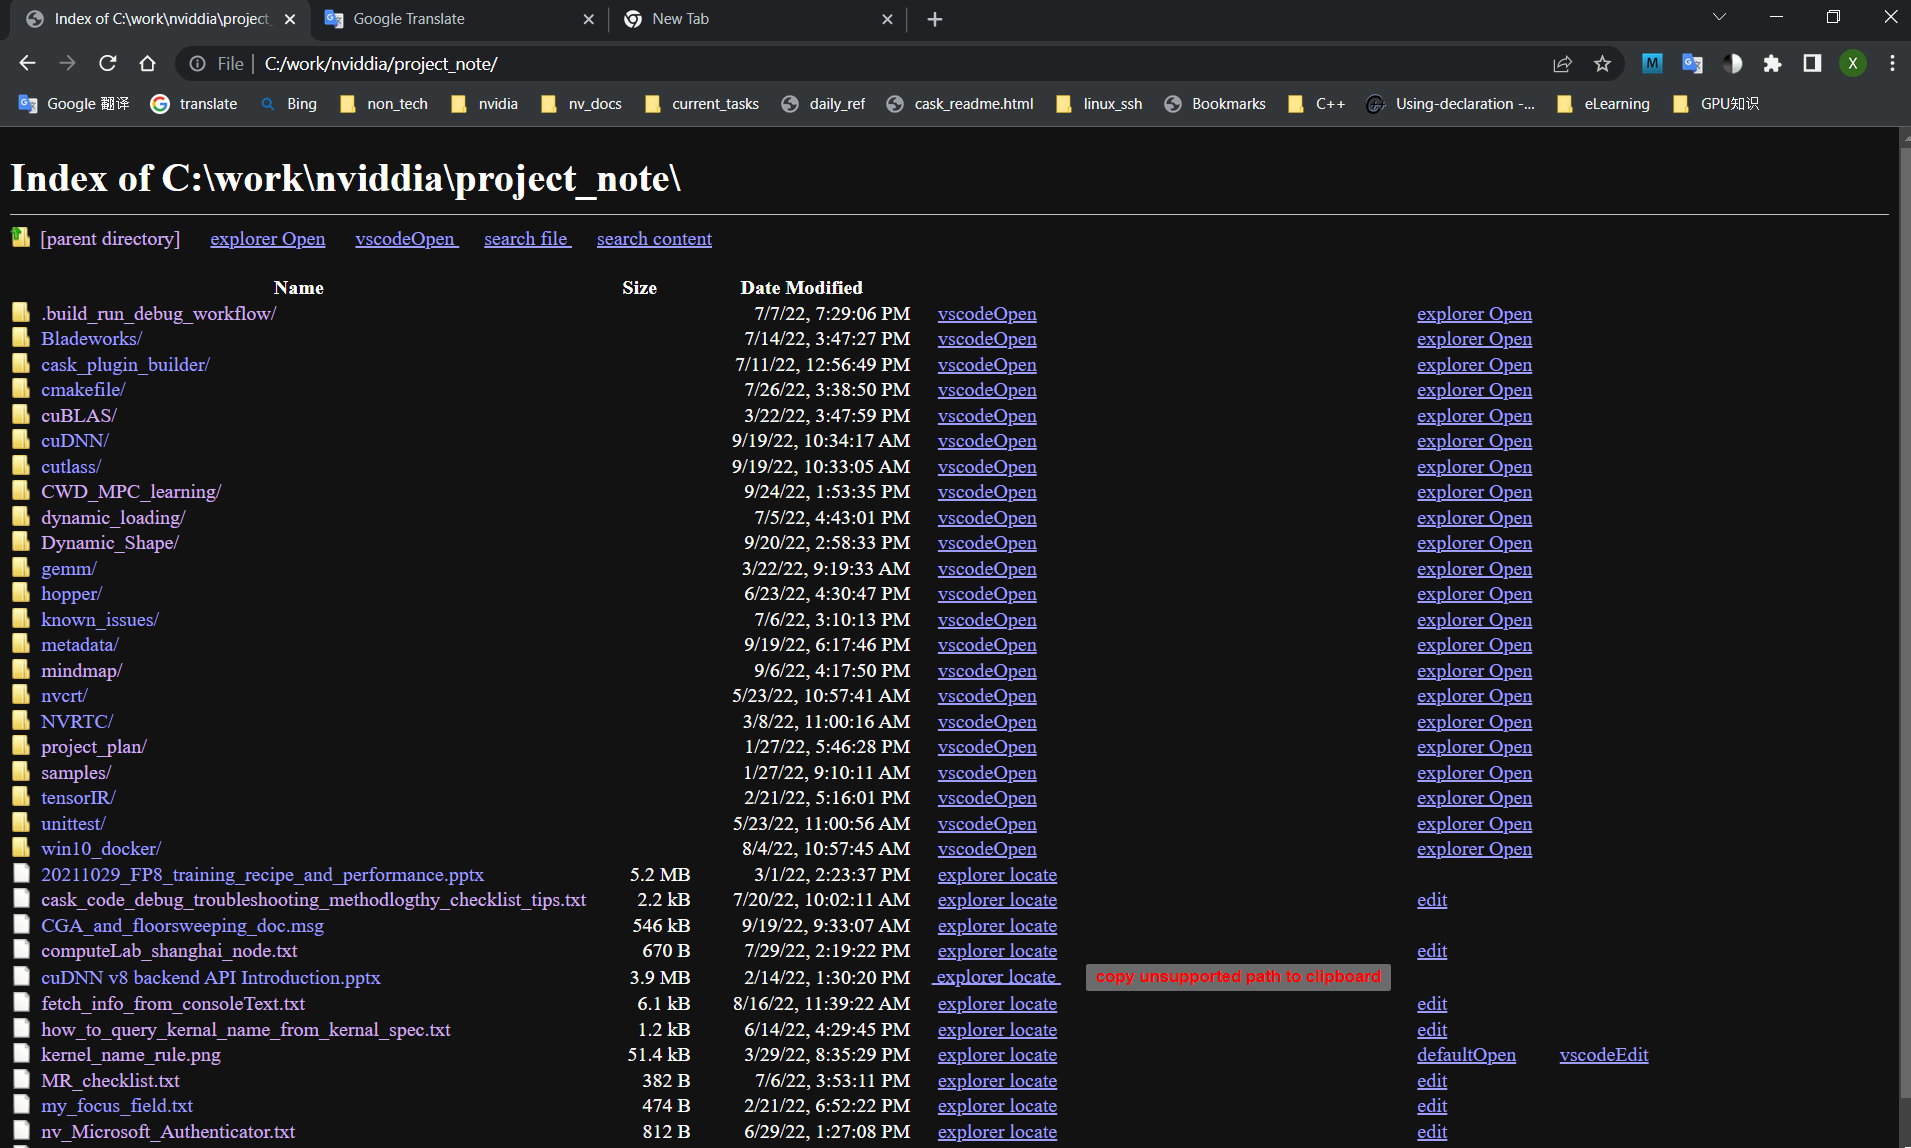 Index of C:\work\nviddia\project_ Google Translate New Tab
File C:/work/nviddia/project_note/ M X
Google 翻译 translate Bing non_tech nvidia nv_docs current_tasks daily_ref cask_readme.html linux_ssh Bookmarks C++ Using-declaration -... eLearning GPU知识
Index of C:\work\nviddia\project_note\
[parent directory] explorer Open vscodeOpen search file search content
Name Size Date Modified
.build_run_debug_workflow/ 7/7/22, 7:29:06 PM vscodeOpen explorer Open
Bladeworks/ 7/14/22, 3:47:27 PM vscodeOpen explorer Open
cask_plugin_builder/ 7/11/22, 12:56:49 PM vscodeOpen explorer Open
cmakefile/ 7/26/22, 3:38:50 PM vscodeOpen explorer Open
cuBLAS/ 3/22/22, 3:47:59 PM vscodeOpen explorer Open
cuDNN/ 9/19/22, 10:34:17 AM vscodeOpen explorer Open
cutlass/ 9/19/22, 10:33:05 AM vscodeOpen explorer Open
CWD_MPC_learning/ 9/24/22, 1:53:35 PM vscodeOpen explorer Open
dynamic_loading/ 7/5/22, 4:43:01 PM vscodeOpen explorer Open
Dynamic_Shape/ 9/20/22, 2:58:33 PM vscodeOpen explorer Open
gemm/ 3/22/22, 9:19:33 AM vscodeOpen explorer Open
hopper/ 6/23/22, 4:30:47 PM vscodeOpen explorer Open
known_issues/ 7/6/22, 3:10:13 PM vscodeOpen explorer Open
metadata/ 9/19/22, 6:17:46 PM vscodeOpen explorer Open
mindmap/ 9/6/22, 4:17:50 PM vscodeOpen explorer Open
nvcrt/ 5/23/22, 10:57:41 AM vscodeOpen explorer Open
NVRTC/ 3/8/22, 11:00:16 AM vscodeOpen explorer Open
project_plan/ 1/27/22, 5:46:28 PM vscodeOpen explorer Open
samples/ 1/27/22, 9:10:11 AM vscodeOpen explorer Open
tensorIR/ 2/21/22, 5:16:01 PM vscodeOpen explorer Open
unittest/ 5/23/22, 11:00:56 AM vscodeOpen explorer Open
win10_docker/ 8/4/22, 10:57:45 AM vscodeOpen explorer Open
20211029_FP8_training_recipe_and_performance.pptx 5.2 MB 3/1/22, 2:23:37 PM explorer locate
cask_code_debug_troubleshooting_methodlogthy_checklist_tips.txt 2.2 kB 7/20/22, 10:02:11 AM explorer locate edit
CGA_and_floorsweeping_doc.msg 546 kB 9/19/22, 9:33:07 AM explorer locate
computeLab_shanghai_node.txt 670 B 7/29/22, 2:19:22 PM explorer locate edit
cuDNN v8 backend API Introduction.pptx 3.9 MB 2/14/22, 1:30:20 PM explorer locate copy unsupported path to clipboard
fetch_info_from_consoleText.txt 6.1 kB 8/16/22, 11:39:22 AM explorer locate edit
how_to_query_kernal_name_from_kernal_spec.txt 1.2 kB 6/14/22, 4:29:45 PM explorer locate edit
kernel_name_rule.png 51.4 kB 3/29/22, 8:35:29 PM explorer locate defaultOpen vscodeEdit
MR_checklist.txt 382 B 7/6/22, 3:53:11 PM explorer locate edit
my_focus_field.txt 474 B 2/21/22, 6:52:22 PM explorer locate edit
nv_Microsoft_Authenticator.txt 812 B 6/29/22, 1:27:08 PM explorer locate edit